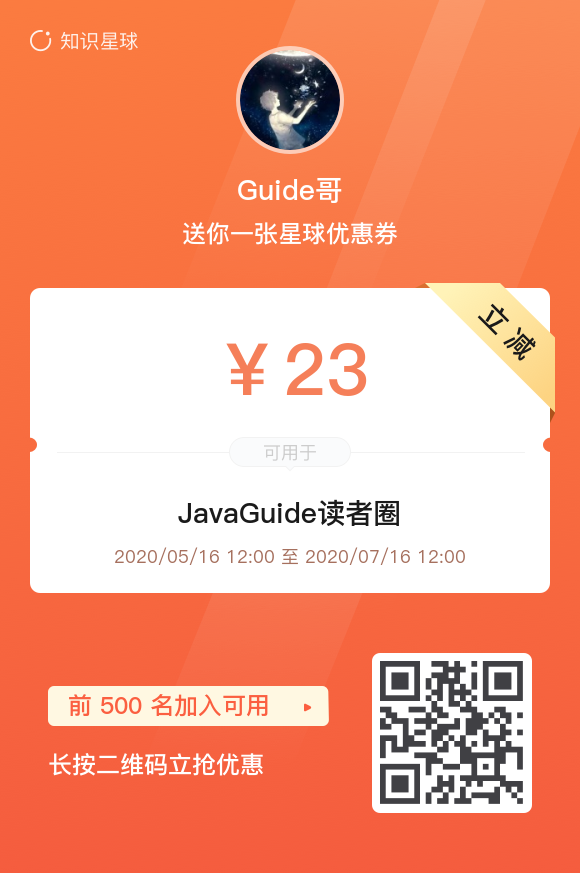 知识星球
Guide哥
送你一张星球优惠券
立减
¥ 23
可用于
JavaGuide读者圈
2020/05/16 12:00 至 2020/07/16 12:00
前 500 名加入可用
长按二维码立抢优惠